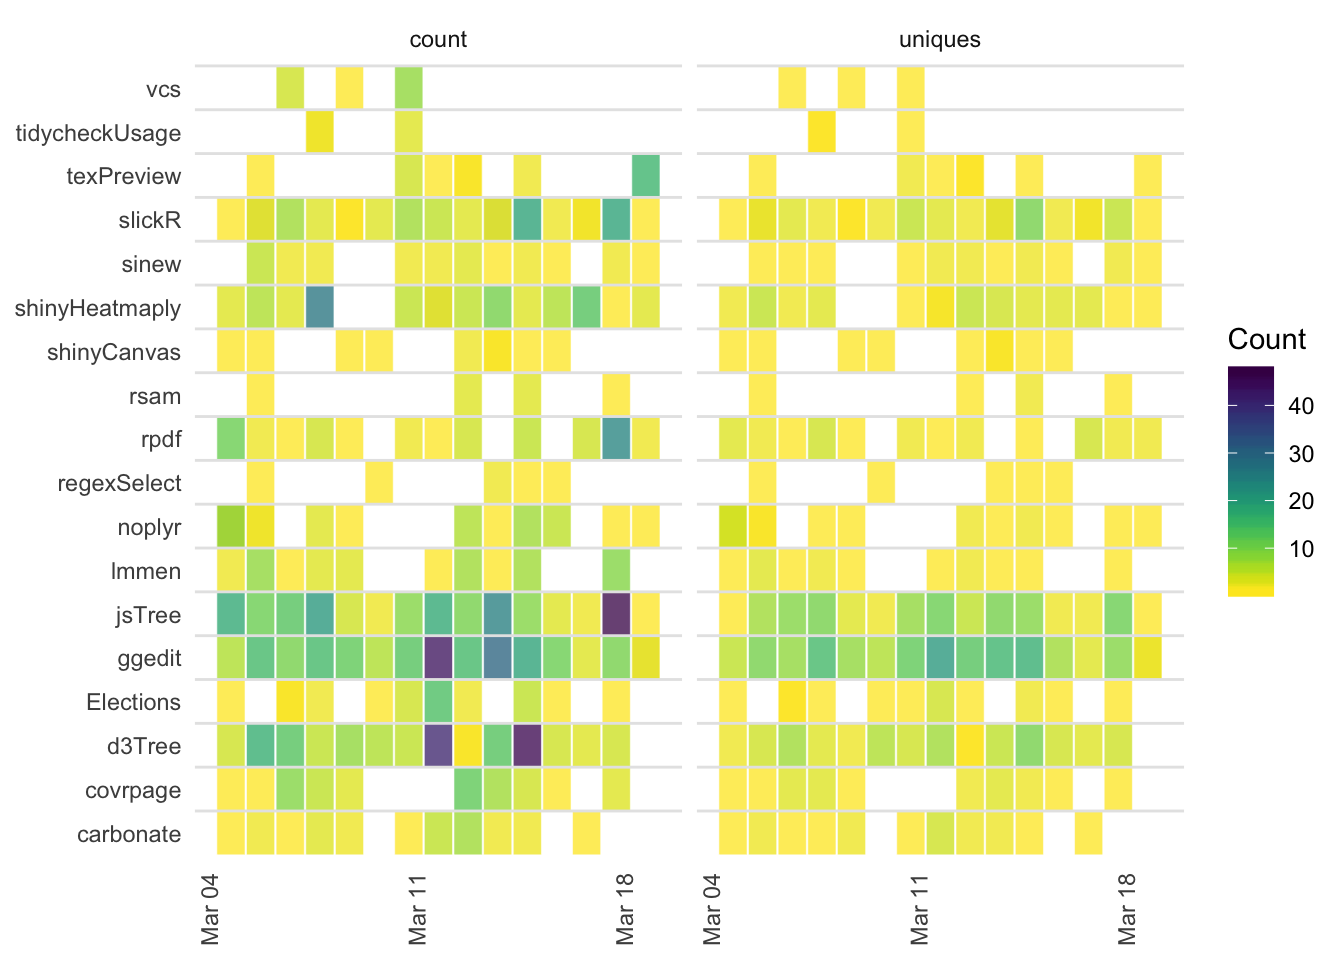 count
uniques
vcs
tidycheckUsage
texPreview
slickR
sinew
shinyHeatmaply
shinyCanvas
rsam
rpdf
regexSelect
noplyr
lmmen
jsTree
ggedit
Elections
d3Tree
covrpage
carbonate
Mar 04
Mar 11
Mar 18
Mar 04
Mar 11
Mar 18
Count
40
30
20
10